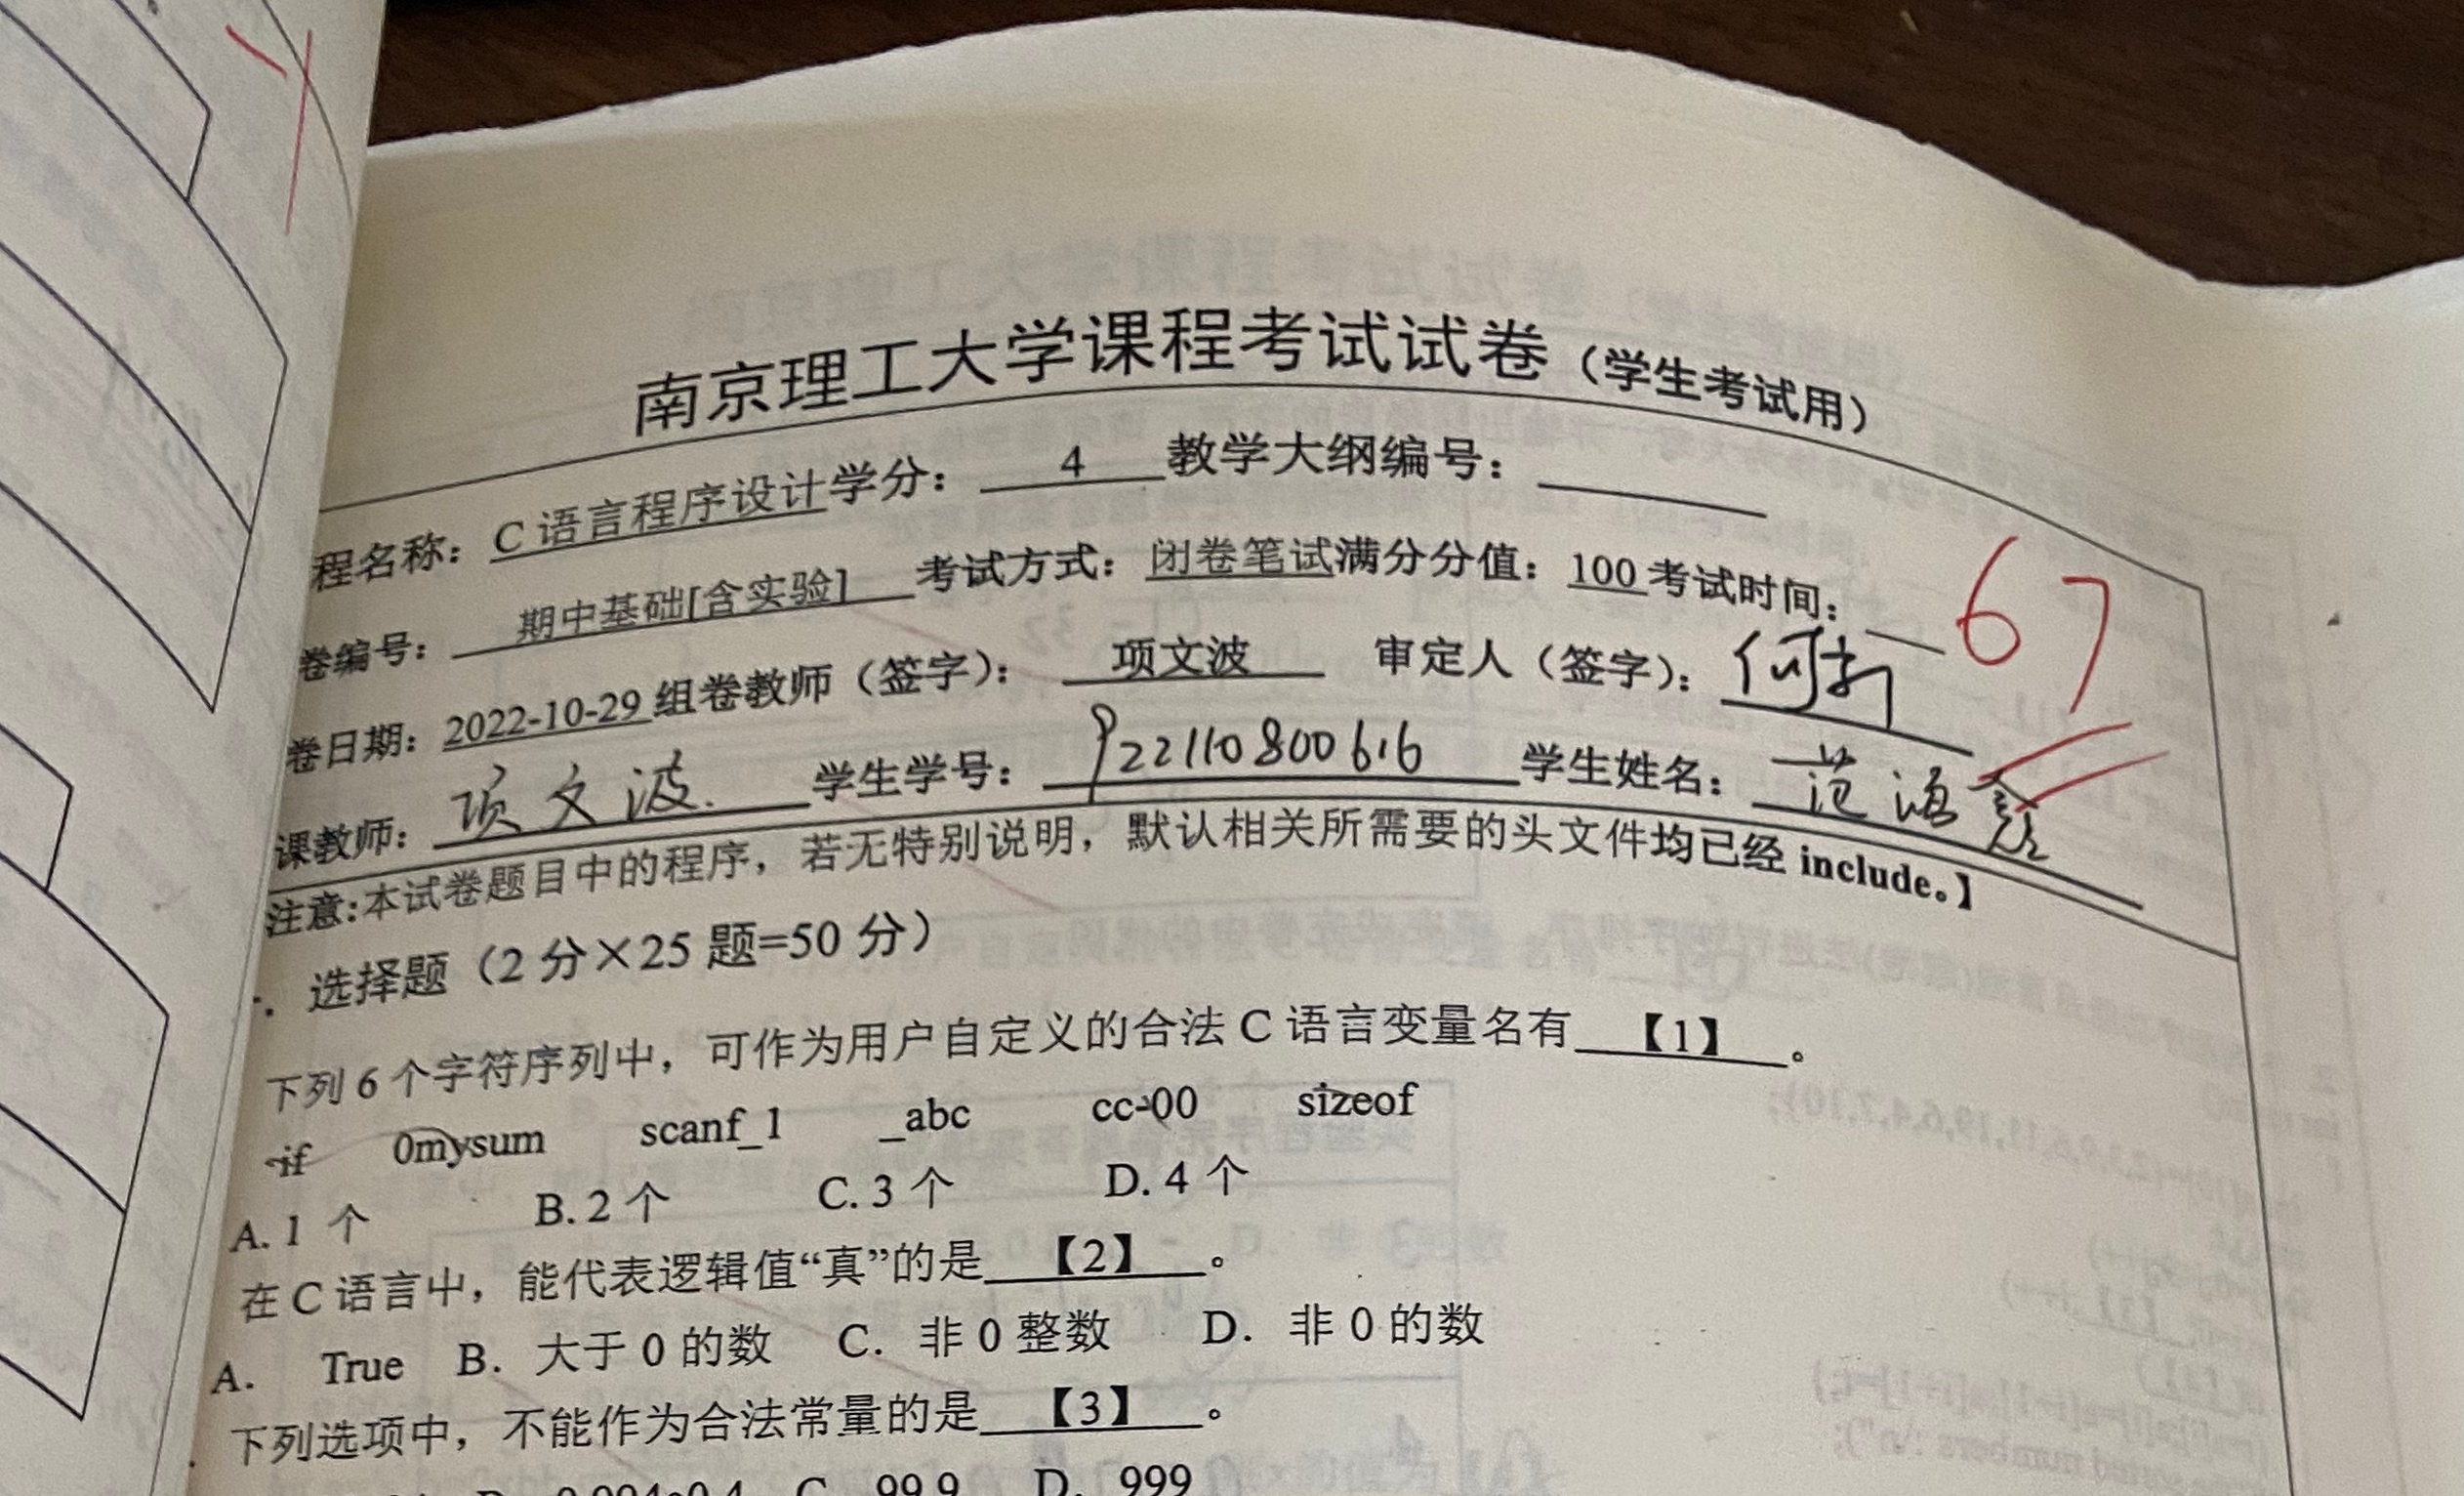 南京理工大学课程考试试卷（学生考试用）
程名称：C 语言程序设计学分： 4 教学大纲编号：
卷编号： 期中基础[含实验] 考试方式：闭卷笔试满分分值：100 考试时间：
67
卷日期：2022-10-29 组卷教师（签字）： 项文波 审定人（签字）：何新
课教师：项文波. 学生学号： 922110800616 学生姓名： 范海
注意:本试卷题目中的程序，若无特别说明，默认相关所需要的头文件均已经 include。】
. 选择题（2 分×25 题=50 分）
下列 6 个字符序列中，可作为用户自定义的合法 C 语言变量名有 【1】 。
if 0mysum scanf_1 _abc cc-00 sizeof
A. 1 个 B. 2 个 C. 3 个 D. 4 个
在 C 语言中，能代表逻辑值“真”的是 【2】 。
A. True B. 大于 0 的数 C. 非 0 整数 D. 非 0 的数
下列选项中，不能作为合法常量的是 【3】 。
C 99.9 D. 999